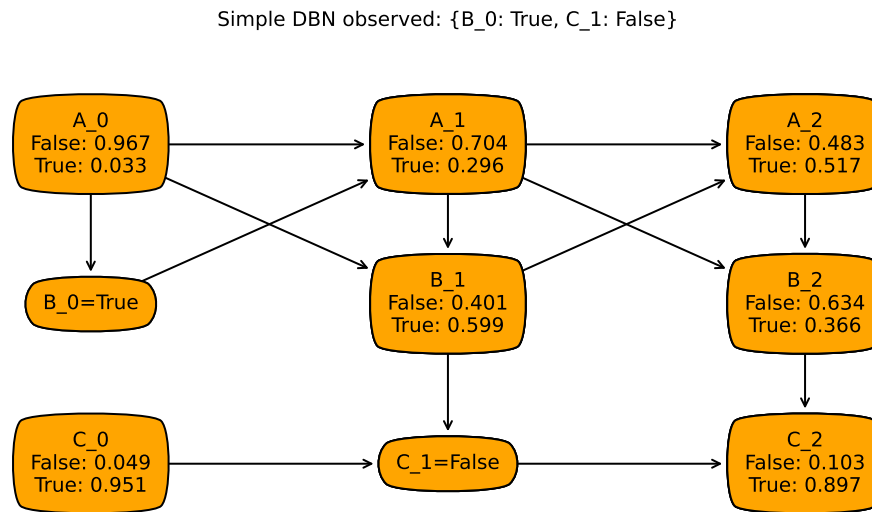 Simple DBN observed: {B_0: True, C_1: False}
A_0
False: 0.967
True: 0.033
A_1
False: 0.704
True: 0.296
A_2
False: 0.483
True: 0.517
B_0=True
B_1
False: 0.401
True: 0.599
B_2
False: 0.634
True: 0.366
C_0
False: 0.049
True: 0.951
C_1=False
C_2
False: 0.103
True: 0.897